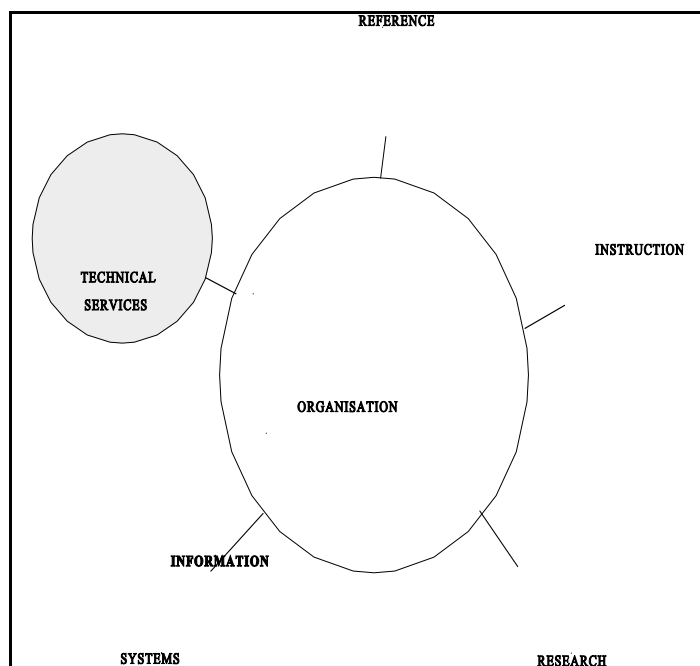 REFERENCE
INSTRUCTION
TECHNICAL
SERVICES
ORGANISATION
INFORMATION
SYSTEMS
RESEARCH